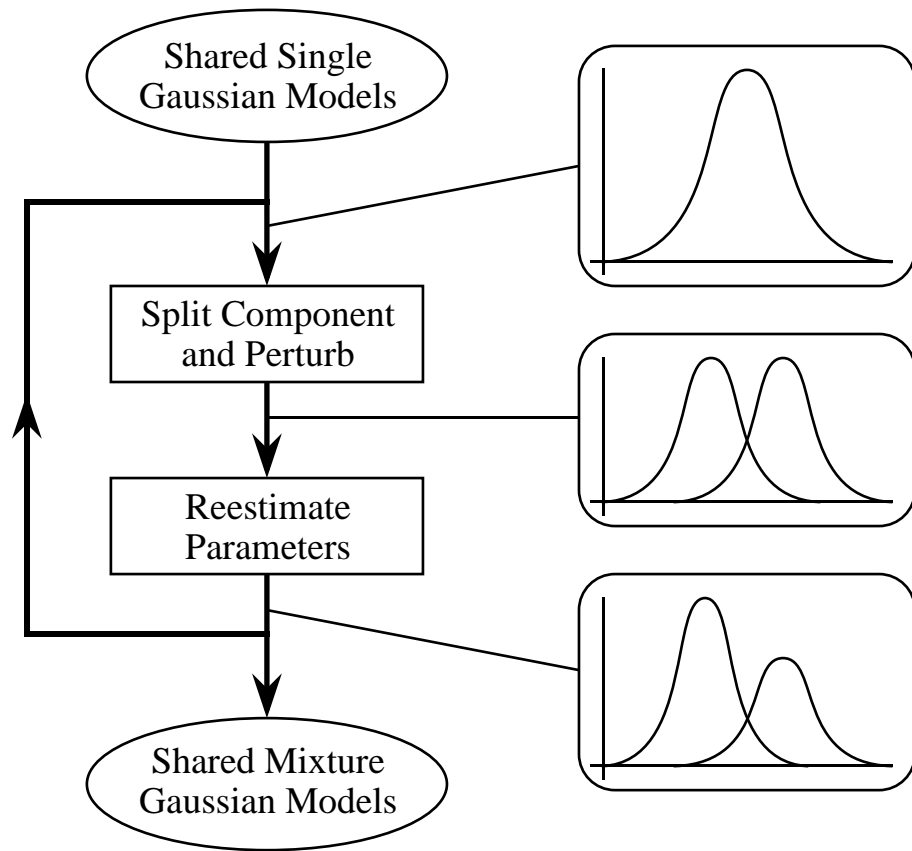 Shared Single
Gaussian Models
Split Component
and Perturb
Reestimate
Parameters
Shared Mixture
Gaussian Models